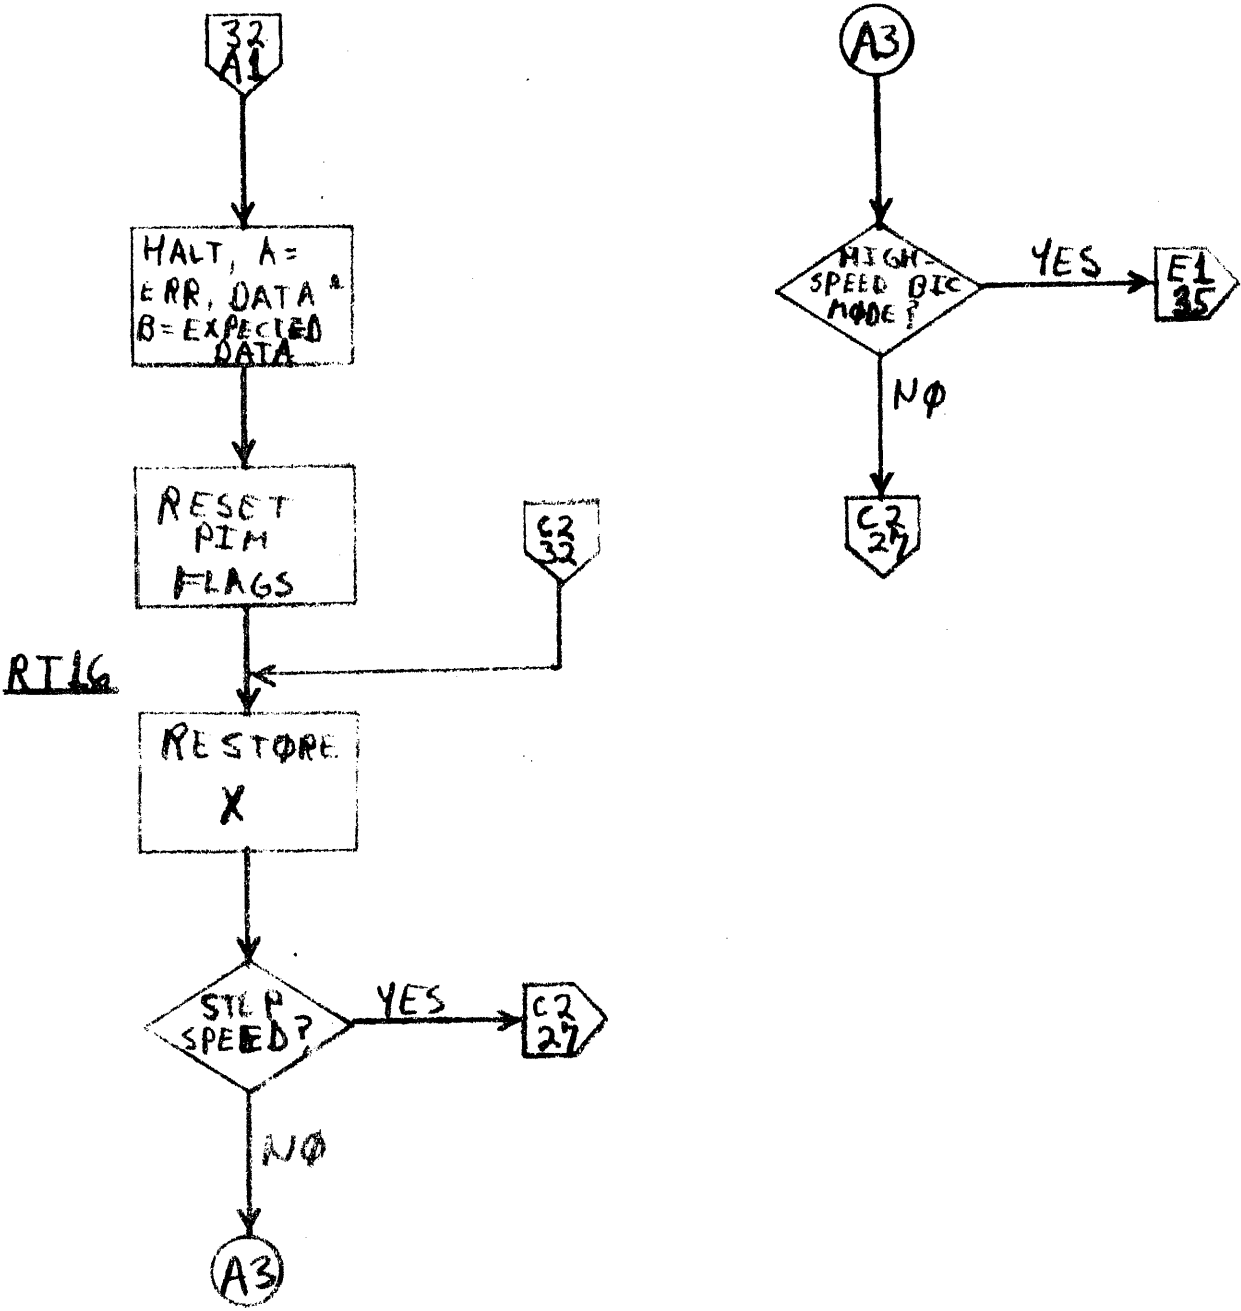 32
A1
HALT, A =
ERR, DATA
B = EXPECTED
DATA
RESET
PIM
FLAGS
C2
32
RT16
RESTØRE
X
STEP
SPEED?
YES
C2
27
NØ
A3
A3
HIGH-
SPEED BIC
MØDE?
YES
E1
35
NØ
C2
27